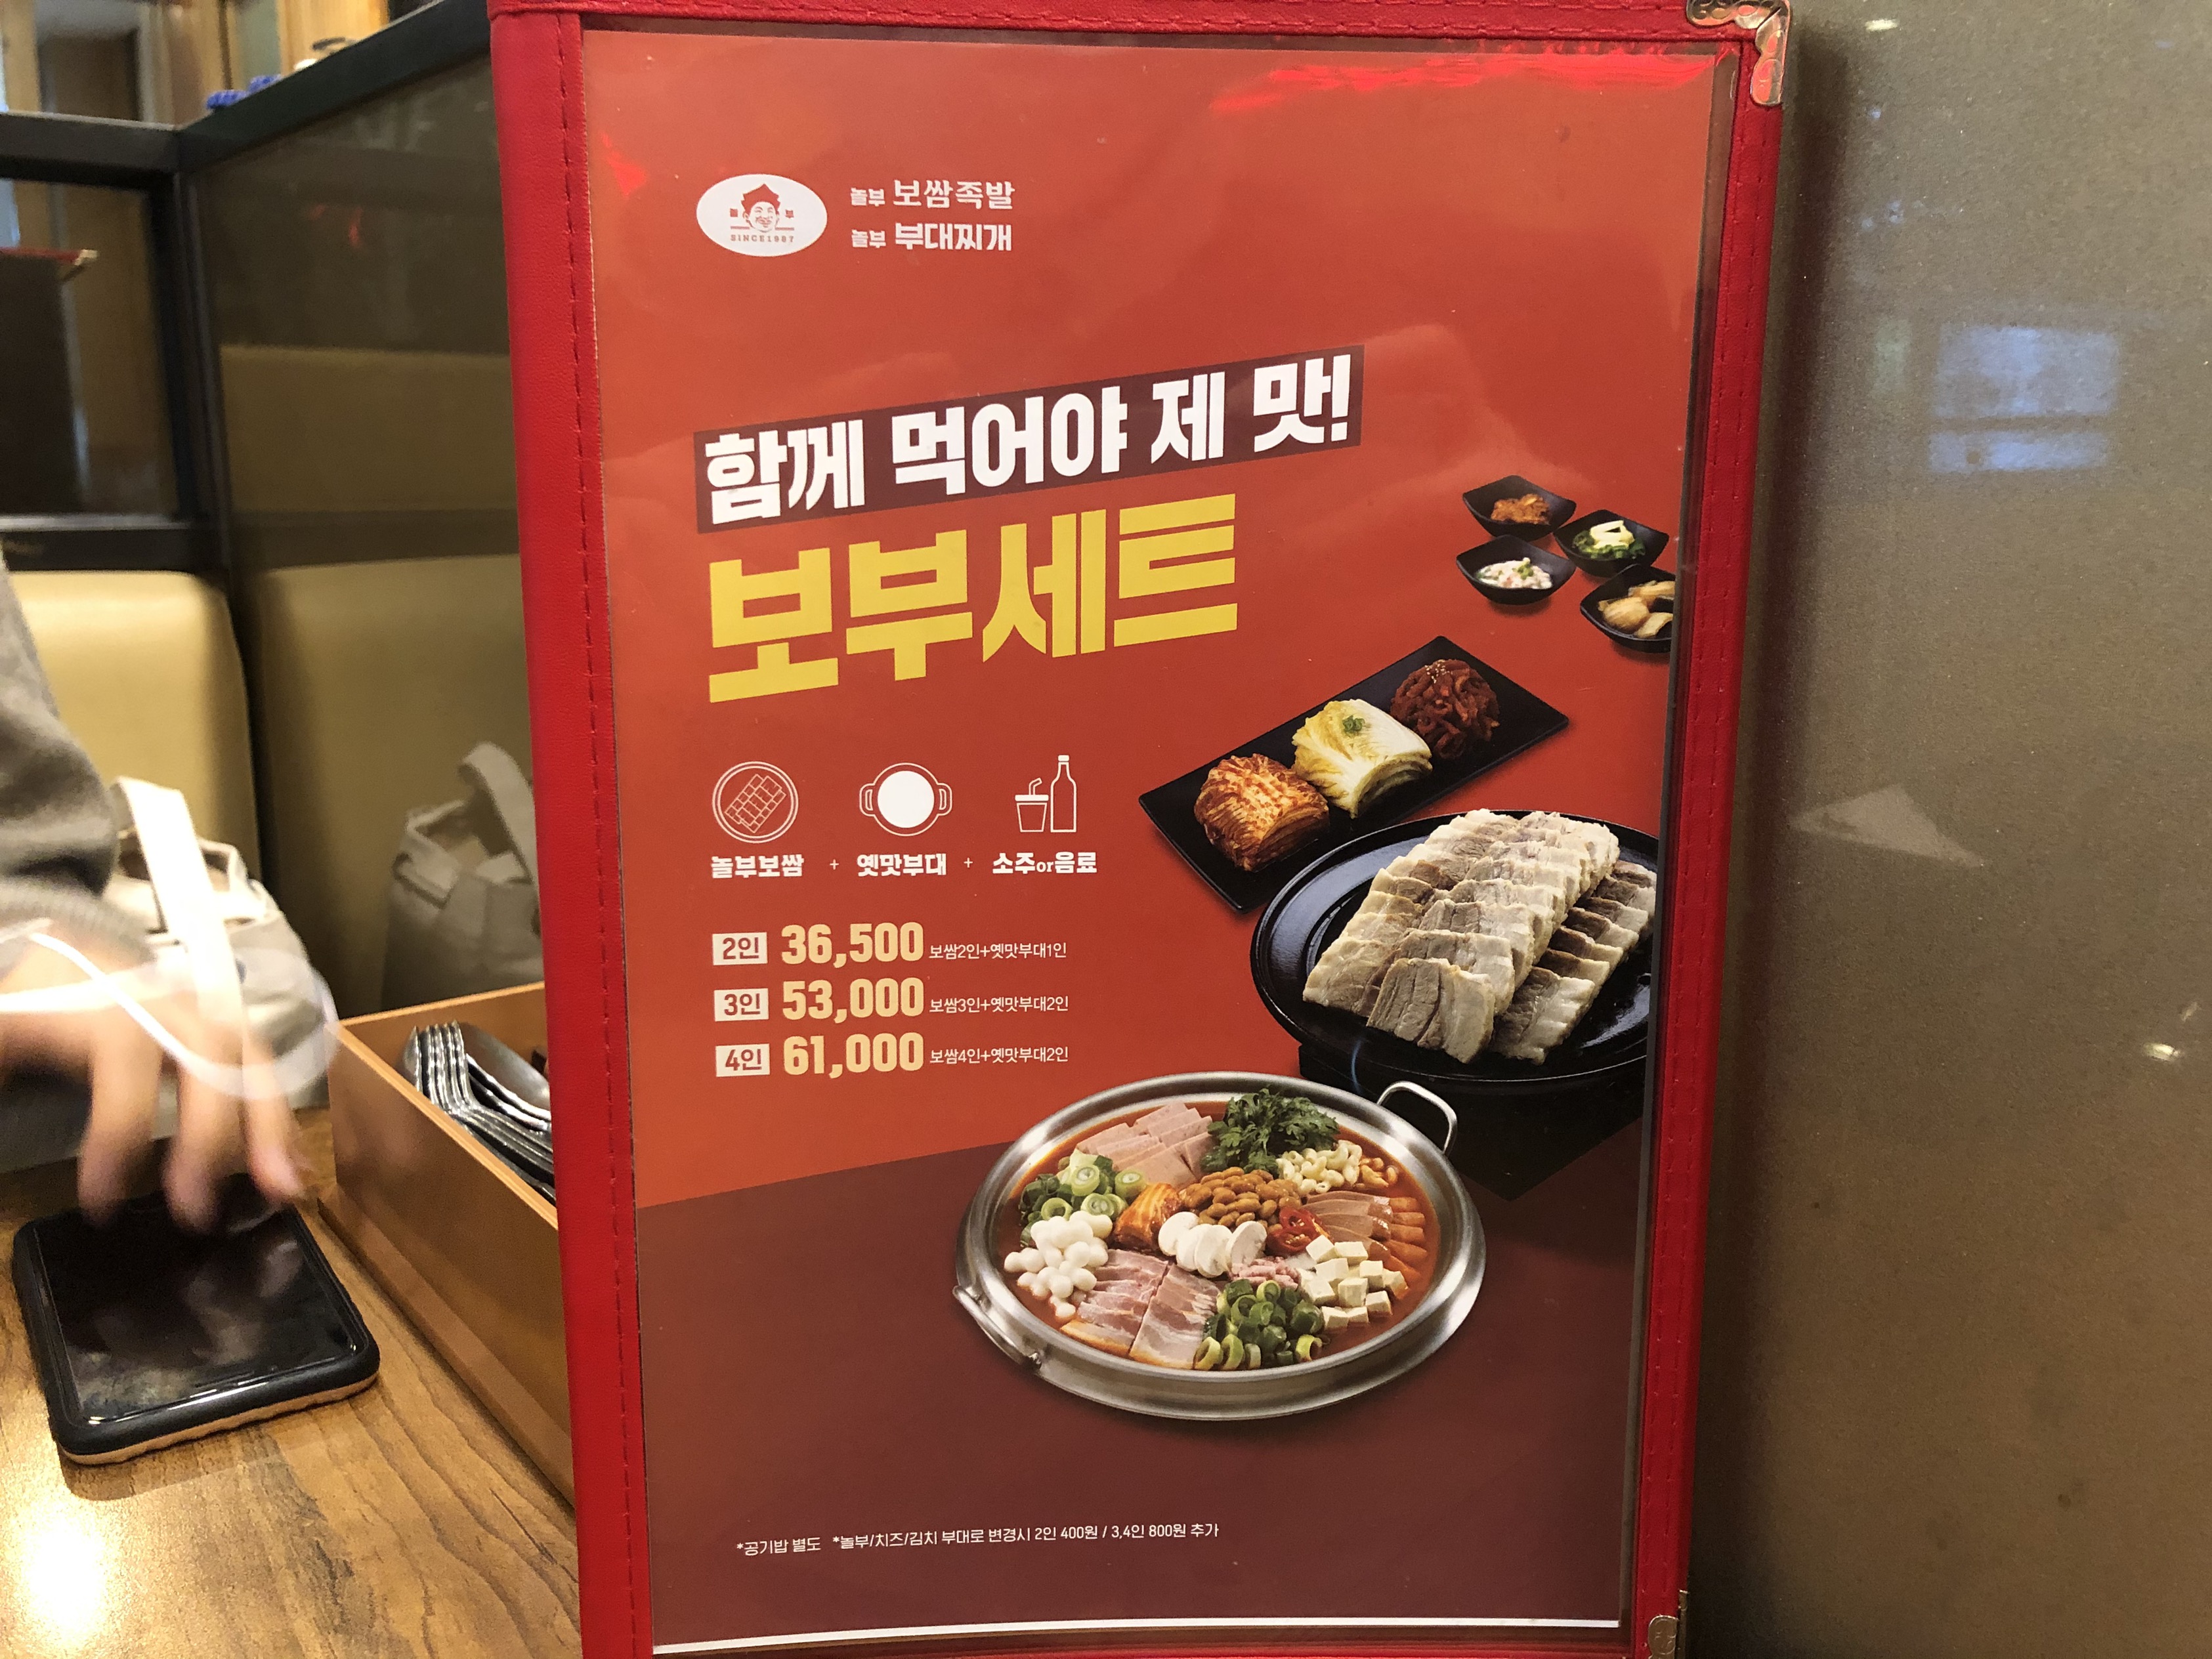 놀부
SINCE1987
놀부 보쌈족발
놀부 부대찌개
함께 먹어야 제 맛!
보부세트
놀부보쌈 + 옛맛부대 + 소주or음료
2인 36,500 보쌈2인+옛맛부대1인
3인 53,000 보쌈3인+옛맛부대2인
4인 61,000 보쌈4인+옛맛부대2인
*공기밥 별도 *놀부/치즈/김치 부대로 변경시 2인 400원 / 3,4인 800원 추가